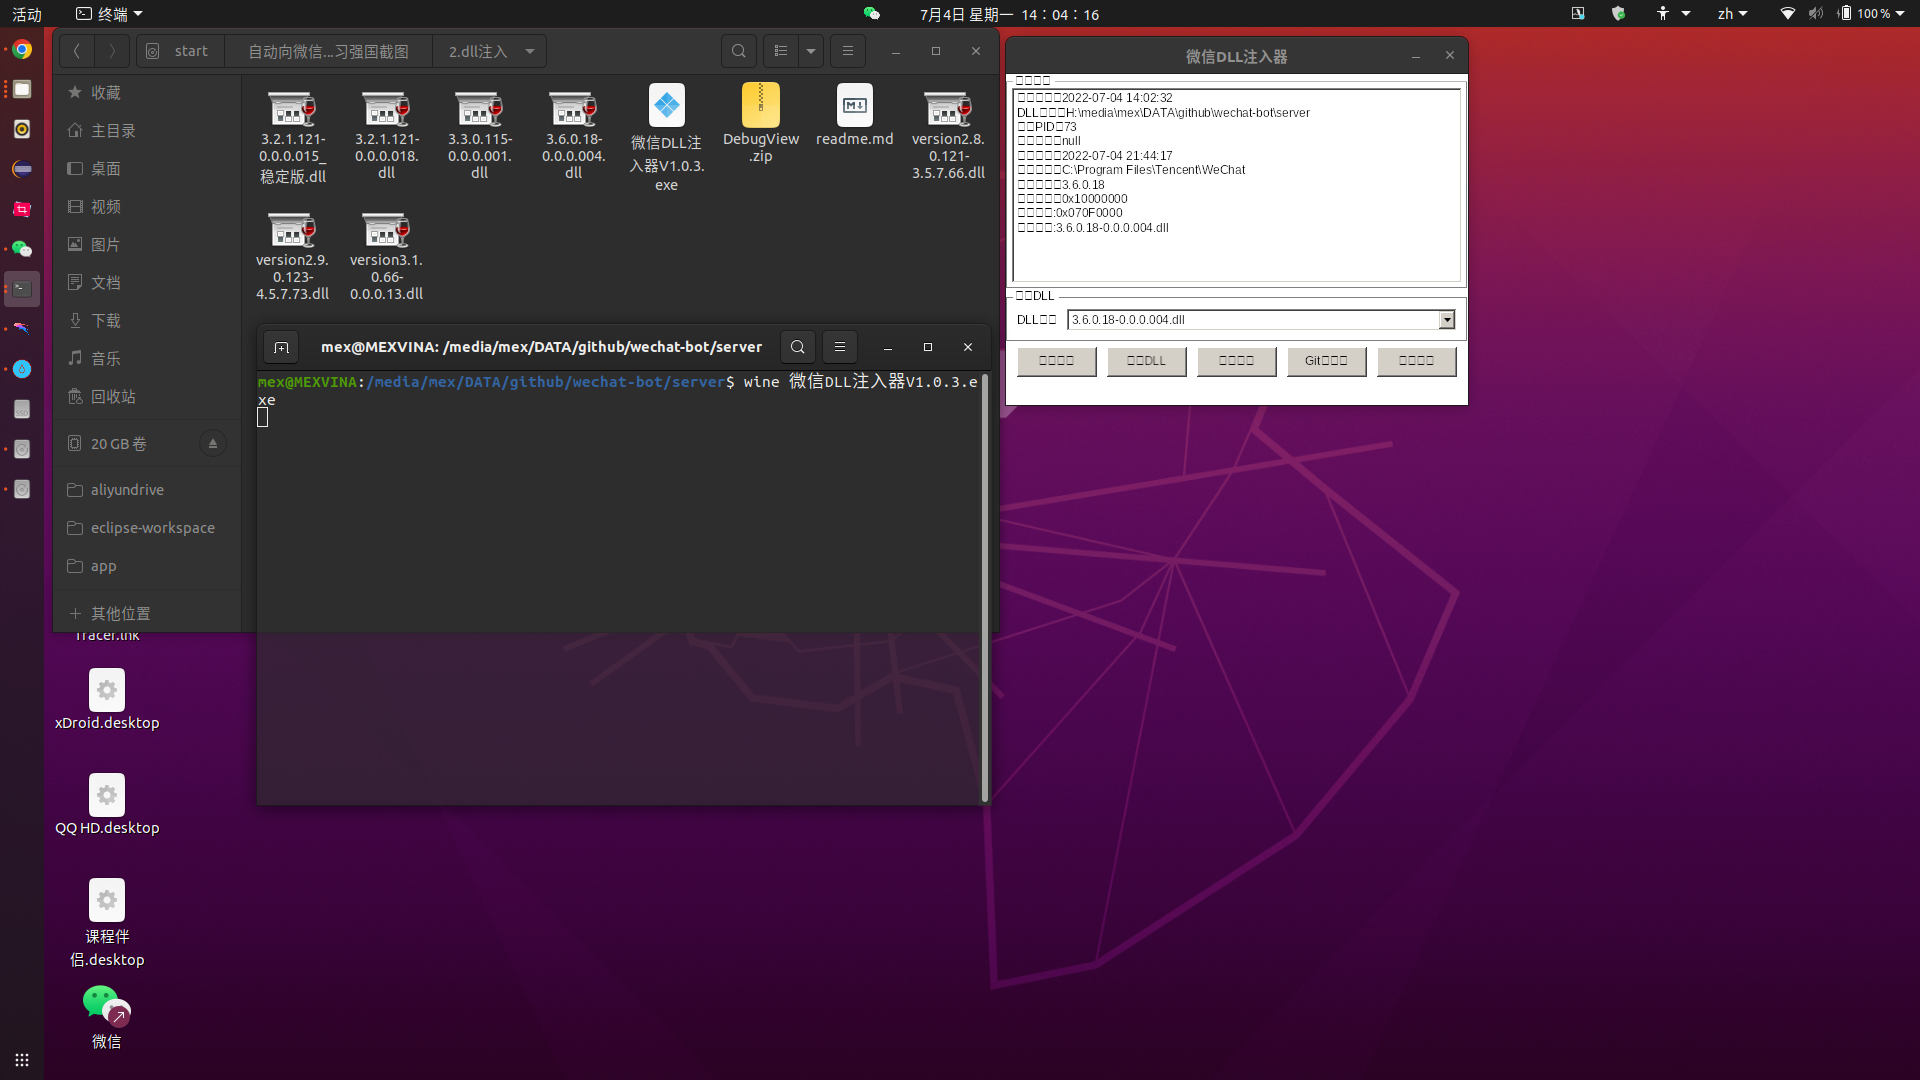 活动
终端
7月4日 星期一 14:04:16
zh
100 %
start
自动向微信...习强国截图
2.dll注入
收藏
主目录
桌面
视频
图片
文档
下载
音乐
回收站
20 GB 卷
aliyundrive
eclipse-workspace
app
其他位置
3.2.1.121-
0.0.0.015_
稳定版.dll
3.2.1.121-
0.0.0.018.
dll
3.3.0.115-
0.0.0.001.
dll
3.6.0.18-
0.0.0.004.
dll
微信DLL注
入器V1.0.3.
exe
DebugView
.zip
readme.md
version2.8.
0.121-
3.5.7.66.dll
version2.9.
0.123-
4.5.7.73.dll
version3.1.
0.66-
0.0.0.13.dll
mex@MEXVINA: /media/mex/DATA/github/wechat-bot/server
mex@MEXVINA:/media/mex/DATA/github/wechat-bot/server$ wine 微信DLL注入器V1.0.3.e
xe
微信DLL注入器
□□□□
□□□□□2022-07-04 14:02:32
DLL□□□H:\media\mex\DATA\github\wechat-bot\server
□□PID□73
□□□□□null
□□□□□2022-07-04 21:44:17
□□□□□C:\Program Files\Tencent\WeChat
□□□□□3.6.0.18
□□□□□0x10000000
□□□□:0x070F0000
□□□□:3.6.0.18-0.0.0.004.dll
□□DLL
DLL□□
3.6.0.18-0.0.0.004.dll
□□□□
□□DLL
□□□□
Git□□□
□□□□
Tracer.lnk
xDroid.desktop
QQ HD.desktop
课程伴
侣.desktop
微信